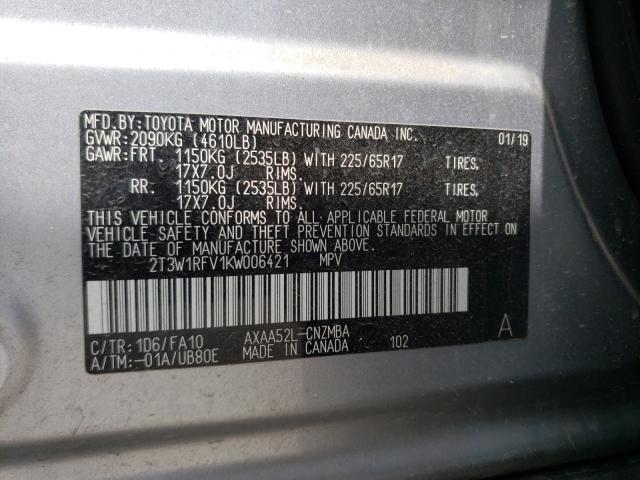 MFD.BY:TOYOTA MOTOR MANUFACTURING CANADA INC. 01/19
GVWR:2090KG (4610LB)
GAWR:FRT. 1150KG (2535LB) WITH 225/65R17 TIRES,
17X7.0J RIMS.
RR. 1150KG (2535LB) WITH 225/65R17 TIRES,
17X7.0J RIMS.
THIS VEHICLE CONFORMS TO ALL APPLICABLE FEDERAL MOTOR
VEHICLE SAFETY AND THEFT PREVENTION STANDARDS IN EFFECT ON
THE DATE OF MANUFACTURE SHOWN ABOVE.
2T3W1RFV1KW006421 MPV
C/TR:1D6/FA10 AXAA52L-CNZMBA A
A/TM:-01A/UB80E MADE IN CANADA 102